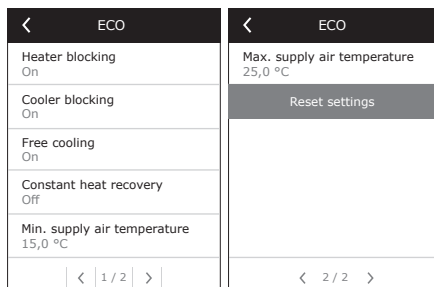 ECO
Heater blocking
On
Cooler blocking
On
Free cooling
On
Constant heat recovery
Off
Min. supply air temperature
15,0 °C
1 / 2
ECO
Max. supply air temperature
25,0 °C
Reset settings
2 / 2